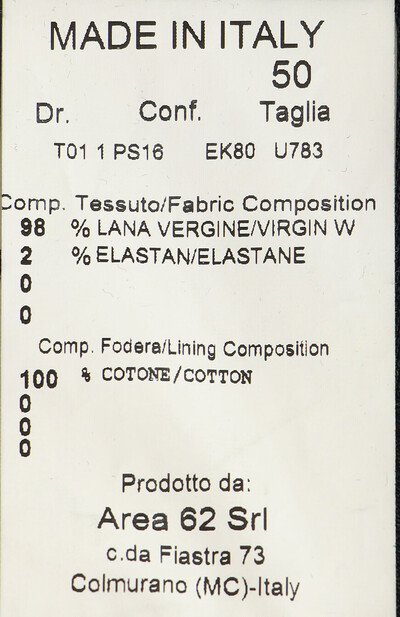 MADE IN ITALY
50
Dr. Conf. Taglia
T01 1 PS16 EK80 U783
Comp. Tessuto/Fabric Composition
98 % LANA VERGINE/VIRGIN W
2 % ELASTAN/ELASTANE
0
0
Comp. Fodera/Lining Composition
100 % COTONE/COTTON
0
0
0
Prodotto da:
Area 62 Srl
c.da Fiastra 73
Colmurano (MC)-Italy